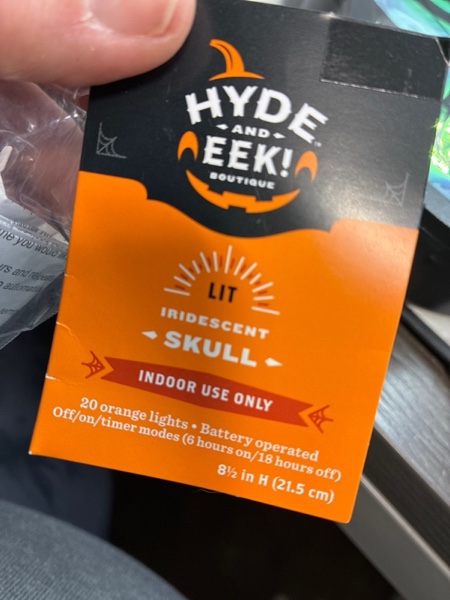 HYDE
AND
EEK!
BOUTIQUE
LIT
IRIDESCENT
SKULL
INDOOR USE ONLY
20 orange lights • Battery operated
Off/on/timer modes (6 hours on/18 hours off)
8½ in H (21.5 cm)